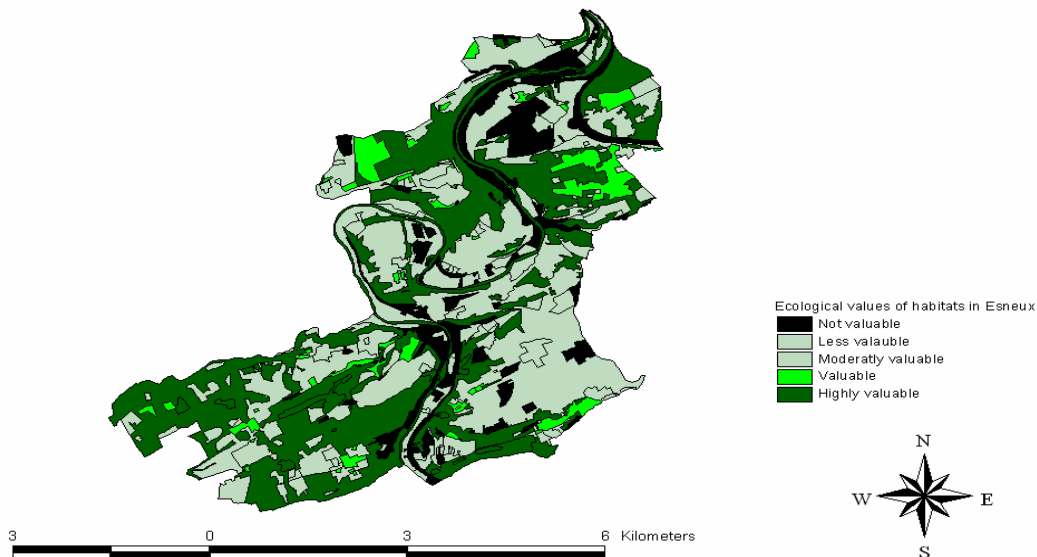 Ecological values of habitats in Esneux
Not valuable
Less valauble
Moderatly valuable
Valuable
Highly valuable
N
W E
S
3 0 3 6 Kilometers